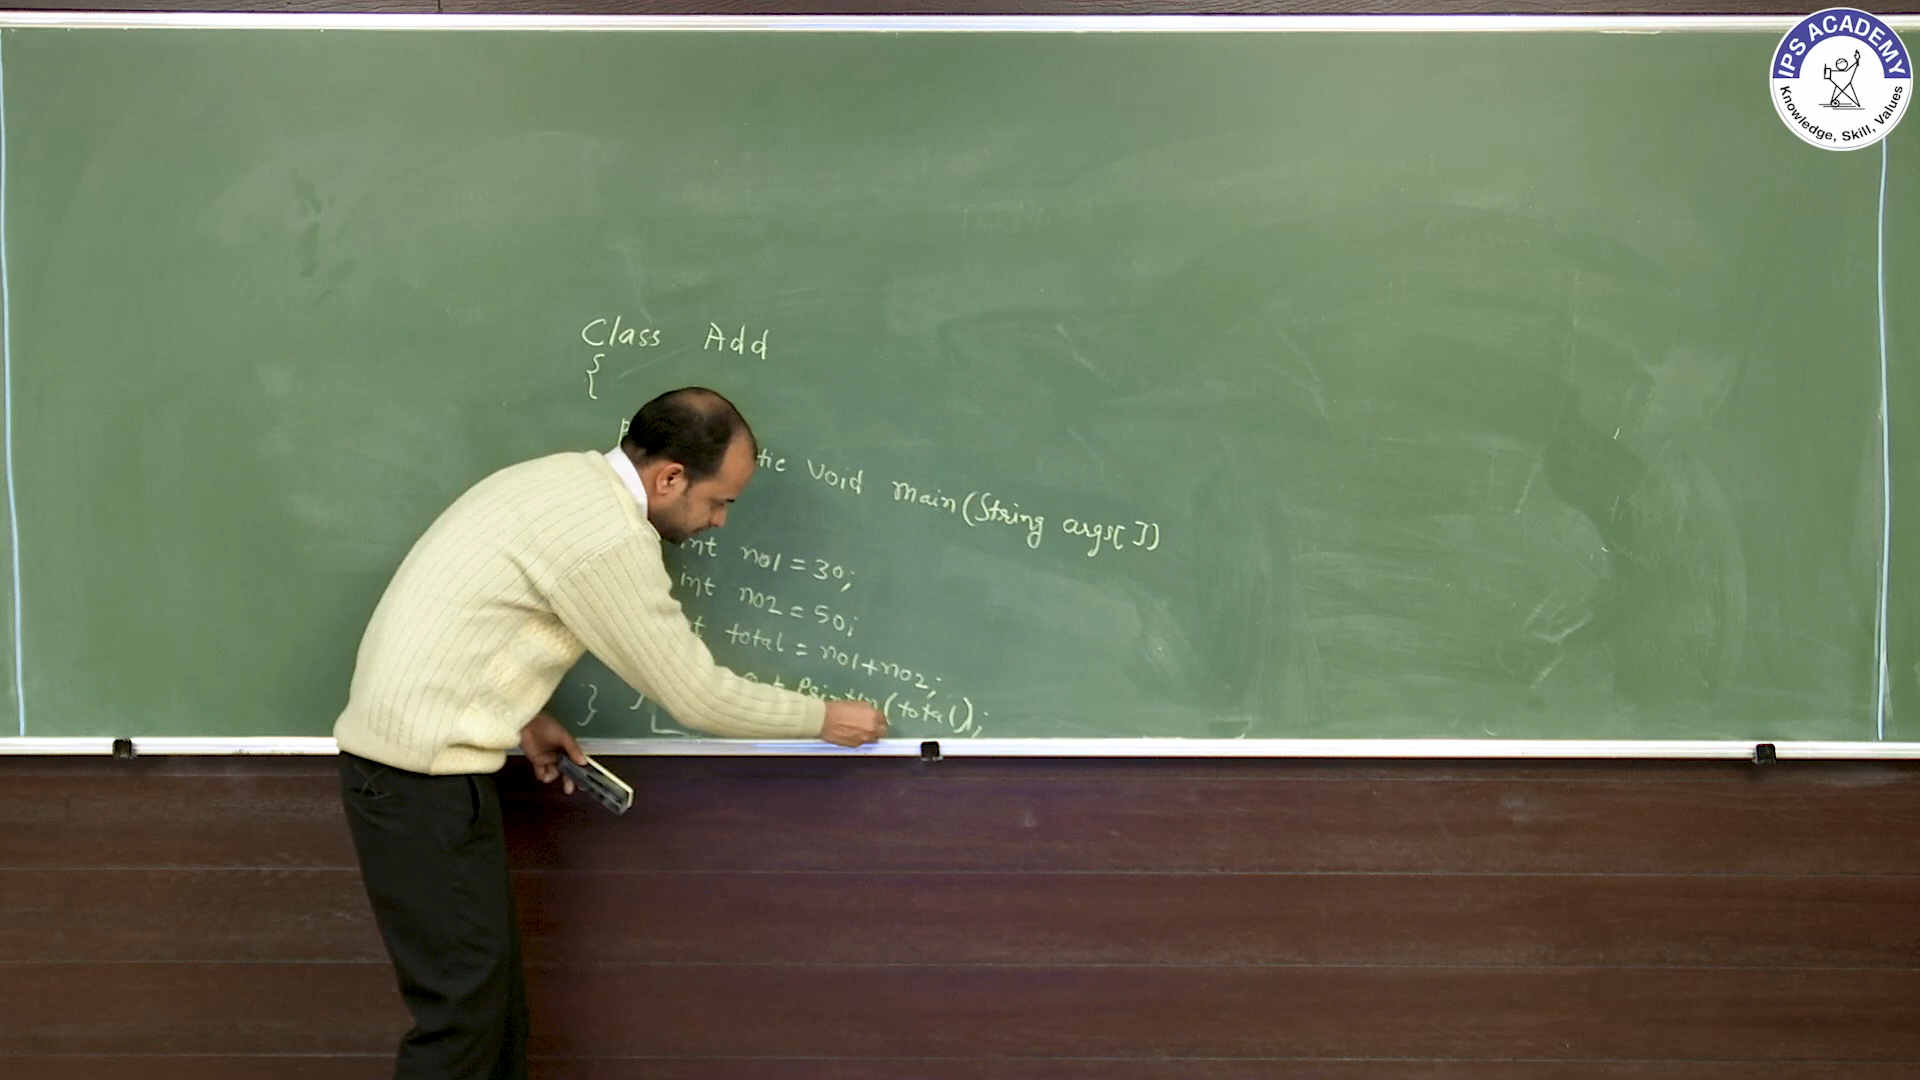 IPS ACADEMY
Knowledge, Skill, Values
Class Add
{
Void main(String args[])
int no1 = 30;
int no2 = 50;
total = no1+no2;
Println(total);
} }